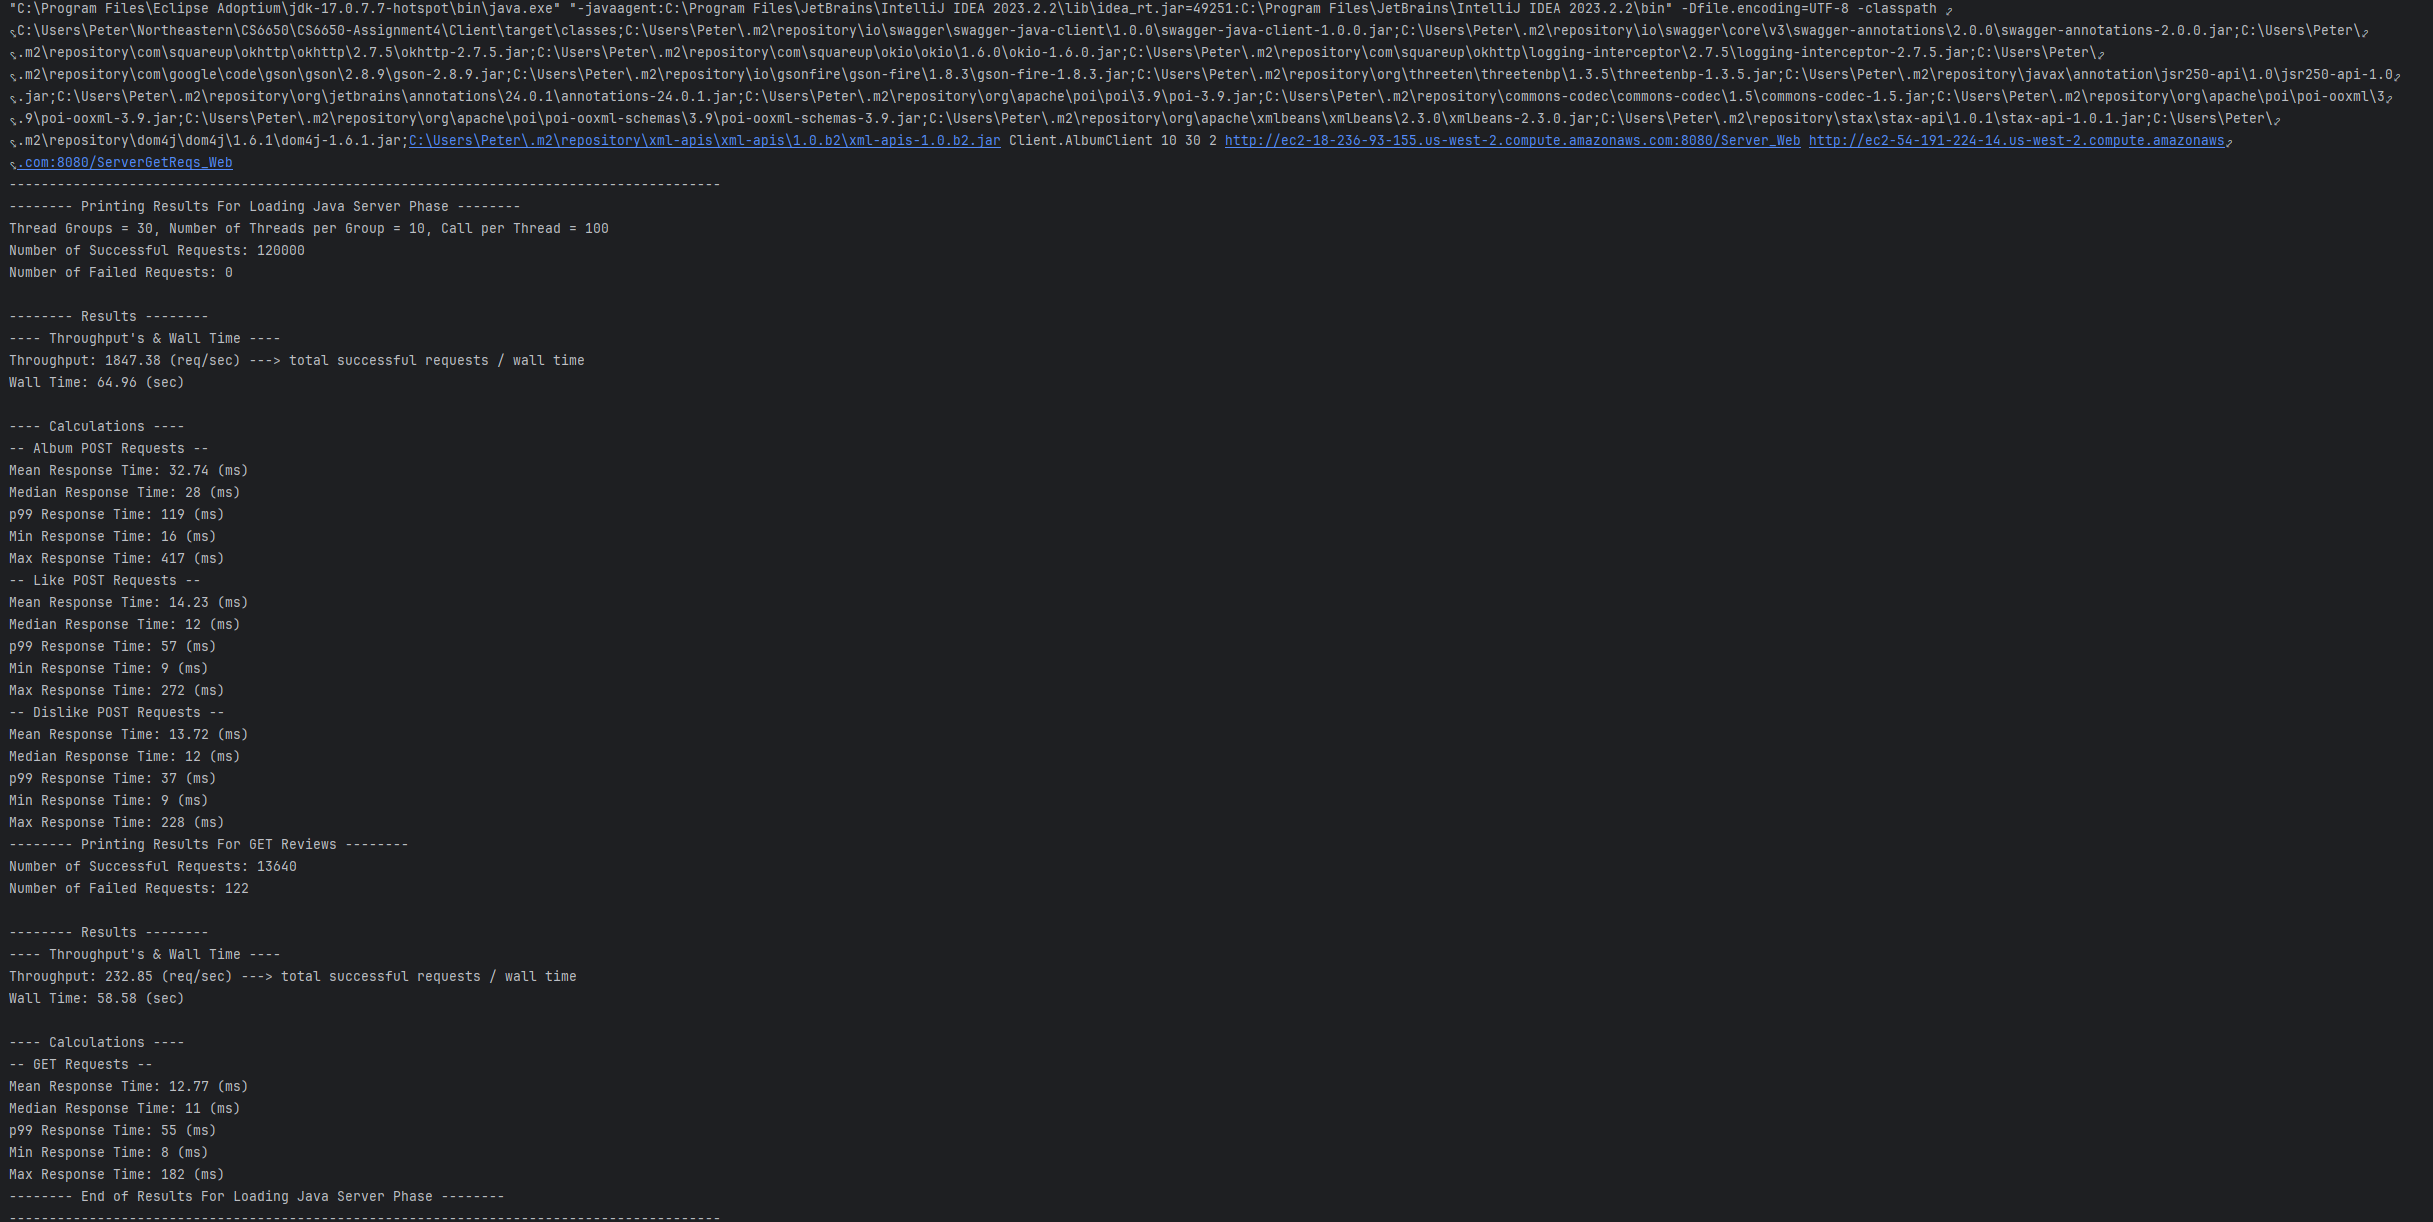 "C:\Program Files\Eclipse Adoptium\jdk-17.0.7.7-hotspot\bin\java.exe" "-javaagent:C:\Program Files\JetBrains\IntelliJ IDEA 2023.2.2\lib\idea_rt.jar=49251:C:\Program Files\JetBrains\IntelliJ IDEA 2023.2.2\bin" -Dfile.encoding=UTF-8 -classpath
C:\Users\Peter\Northeastern\CS6650\CS6650-Assignment4\Client\target\classes;C:\Users\Peter\.m2\repository\io\swagger\swagger-java-client\1.0.0\swagger-java-client-1.0.0.jar;C:\Users\Peter\.m2\repository\io\swagger\core\v3\swagger-annotations\2.0.0\swagger-annotations-2.0.0.jar;C:\Users\Peter\
.m2\repository\com\squareup\okhttp\okhttp\2.7.5\okhttp-2.7.5.jar;C:\Users\Peter\.m2\repository\com\squareup\okio\okio\1.6.0\okio-1.6.0.jar;C:\Users\Peter\.m2\repository\com\squareup\okhttp\logging-interceptor\2.7.5\logging-interceptor-2.7.5.jar;C:\Users\Peter\
.m2\repository\com\google\code\gson\gson\2.8.9\gson-2.8.9.jar;C:\Users\Peter\.m2\repository\io\gsonfire\gson-fire\1.8.3\gson-fire-1.8.3.jar;C:\Users\Peter\.m2\repository\org\threeten\threetenbp\1.3.5\threetenbp-1.3.5.jar;C:\Users\Peter\.m2\repository\javax\annotation\jsr250-api\1.0\jsr250-api-1.0
.jar;C:\Users\Peter\.m2\repository\org\jetbrains\annotations\24.0.1\annotations-24.0.1.jar;C:\Users\Peter\.m2\repository\org\apache\poi\poi\3.9\poi-3.9.jar;C:\Users\Peter\.m2\repository\commons-codec\commons-codec\1.5\commons-codec-1.5.jar;C:\Users\Peter\.m2\repository\org\apache\poi\poi-ooxml\3
.9\poi-ooxml-3.9.jar;C:\Users\Peter\.m2\repository\org\apache\poi\poi-ooxml-schemas\3.9\poi-ooxml-schemas-3.9.jar;C:\Users\Peter\.m2\repository\org\apache\xmlbeans\xmlbeans\2.3.0\xmlbeans-2.3.0.jar;C:\Users\Peter\.m2\repository\stax\stax-api\1.0.1\stax-api-1.0.1.jar;C:\Users\Peter\
.m2\repository\dom4j\dom4j\1.6.1\dom4j-1.6.1.jar;C:\Users\Peter\.m2\repository\xml-apis\xml-apis\1.0.b2\xml-apis-1.0.b2.jar Client.AlbumClient 10 30 2 http://ec2-18-236-93-155.us-west-2.compute.amazonaws.com:8080/Server_Web http://ec2-54-191-224-14.us-west-2.compute.amazonaws
.com:8080/ServerGetReqs_Web
-----------------------------------------------------------------------------------------
-------- Printing Results For Loading Java Server Phase --------
Thread Groups = 30, Number of Threads per Group = 10, Call per Thread = 100
Number of Successful Requests: 120000
Number of Failed Requests: 0
-------- Results --------
---- Throughput's & Wall Time ----
Throughput: 1847.38 (req/sec) ---> total successful requests / wall time
Wall Time: 64.96 (sec)
---- Calculations ----
-- Album POST Requests --
Mean Response Time: 32.74 (ms)
Median Response Time: 28 (ms)
p99 Response Time: 119 (ms)
Min Response Time: 16 (ms)
Max Response Time: 417 (ms)
-- Like POST Requests --
Mean Response Time: 14.23 (ms)
Median Response Time: 12 (ms)
p99 Response Time: 57 (ms)
Min Response Time: 9 (ms)
Max Response Time: 272 (ms)
-- Dislike POST Requests --
Mean Response Time: 13.72 (ms)
Median Response Time: 12 (ms)
p99 Response Time: 37 (ms)
Min Response Time: 9 (ms)
Max Response Time: 228 (ms)
-------- Printing Results For GET Reviews --------
Number of Successful Requests: 13640
Number of Failed Requests: 122
-------- Results --------
---- Throughput's & Wall Time ----
Throughput: 232.85 (req/sec) ---> total successful requests / wall time
Wall Time: 58.58 (sec)
---- Calculations ----
-- GET Requests --
Mean Response Time: 12.77 (ms)
Median Response Time: 11 (ms)
p99 Response Time: 55 (ms)
Min Response Time: 8 (ms)
Max Response Time: 182 (ms)
-------- End of Results For Loading Java Server Phase --------
-----------------------------------------------------------------------------------------